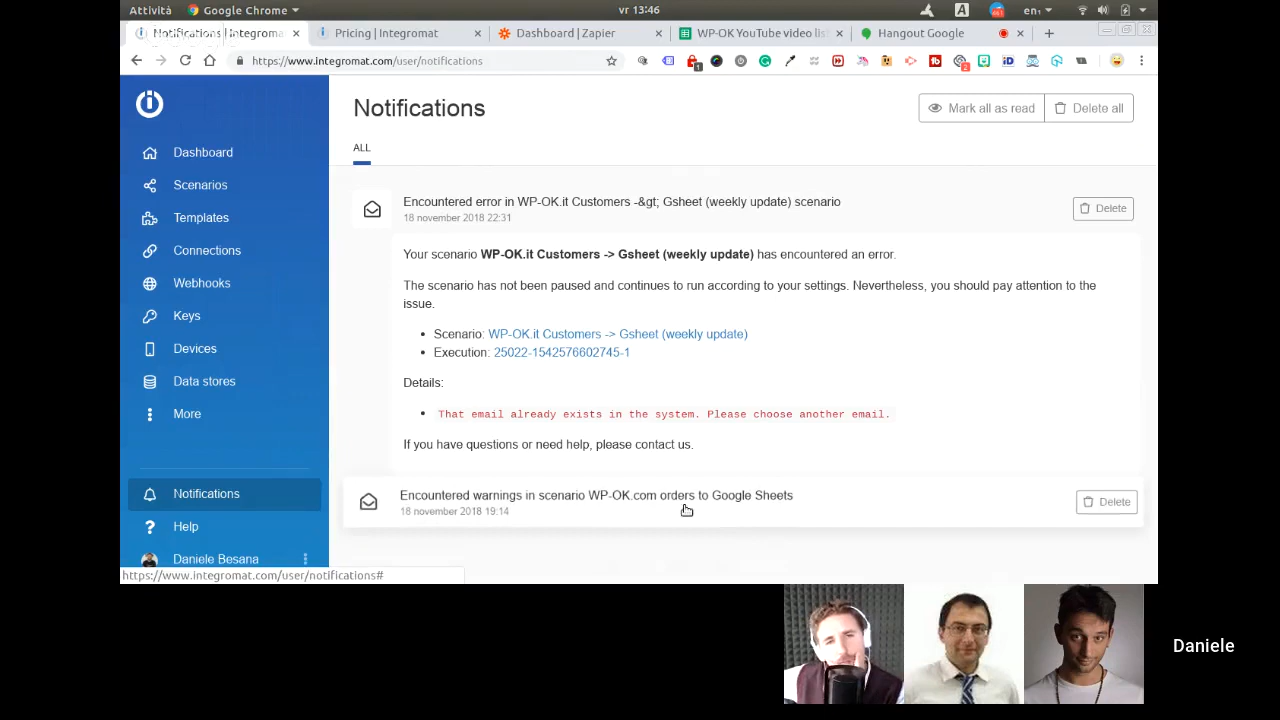 Attività Google Chrome vr 13:46 en₁
Notifications | Integroma Pricing | Integromat Dashboard | Zapier WP-OK YouTube video list Hangout Google
https://www.integromat.com/user/notifications
Notifications
Mark all as read Delete all
ALL
Dashboard
Scenarios
Templates
Connections
Webhooks
Keys
Devices
Data stores
More
Notifications
Help
Daniele Besana
Encountered error in WP-OK.it Customers -&gt; Gsheet (weekly update) scenario
18 november 2018 22:31
Delete
Your scenario WP-OK.it Customers -> Gsheet (weekly update) has encountered an error.
The scenario has not been paused and continues to run according to your settings. Nevertheless, you should pay attention to the
issue.
• Scenario: WP-OK.it Customers -> Gsheet (weekly update)
• Execution: 25022-1542576602745-1
Details:
• That email already exists in the system. Please choose another email.
If you have questions or need help, please contact us.
Encountered warnings in scenario WP-OK.com orders to Google Sheets
18 november 2018 19:14
Delete
https://www.integromat.com/user/notifications#
Daniele